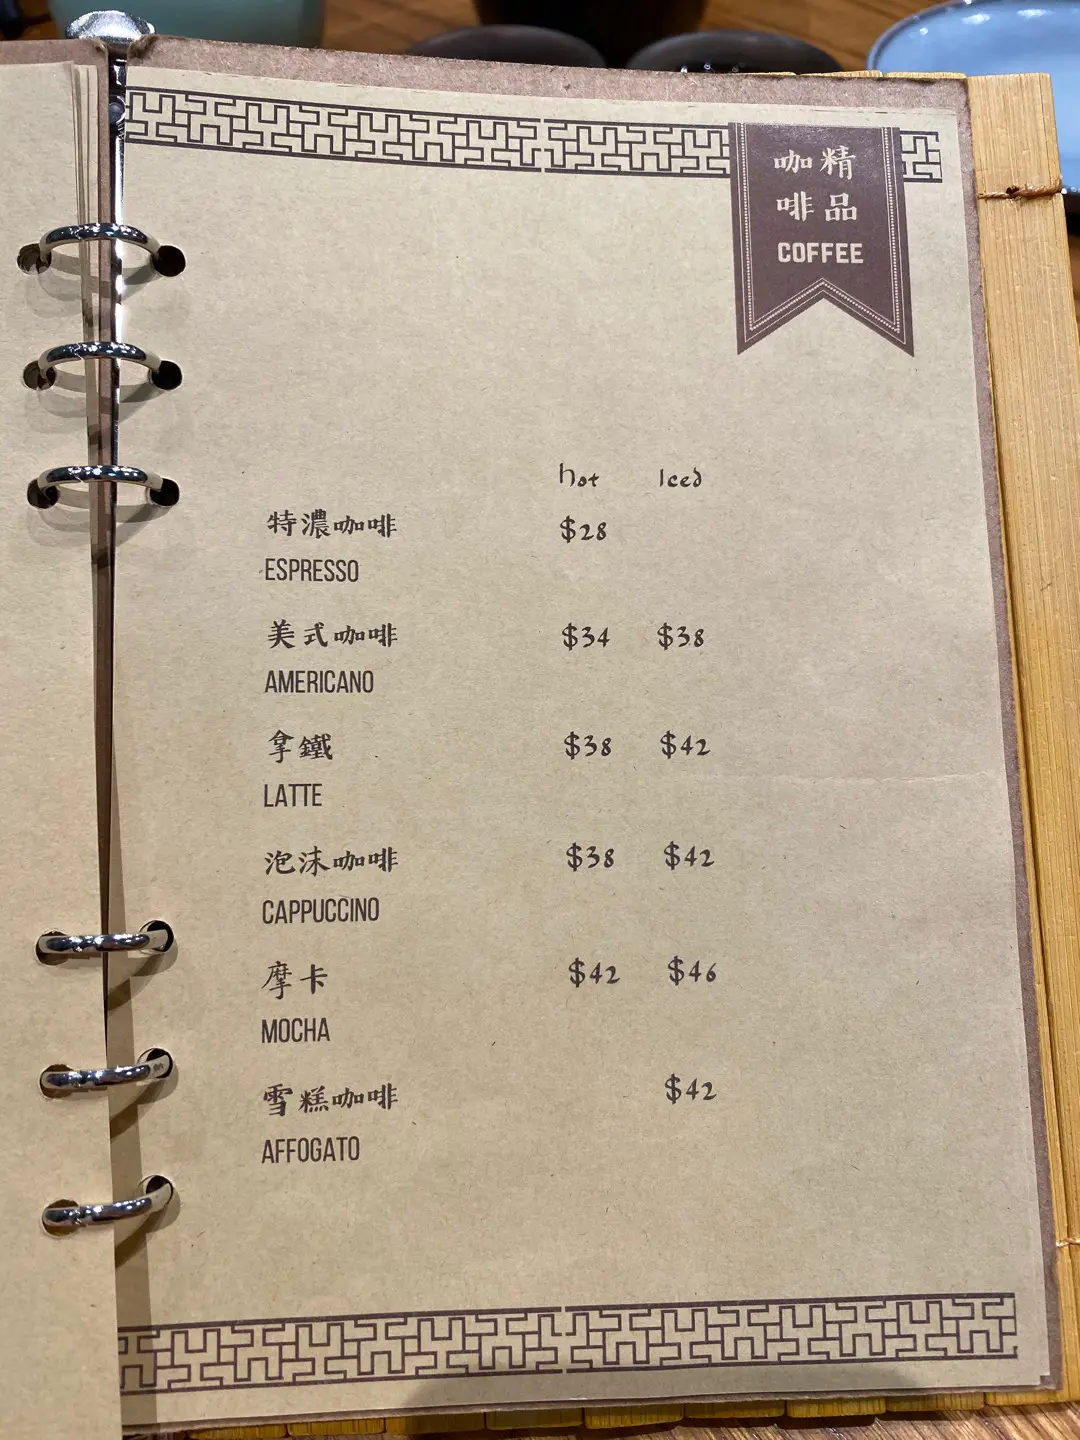 精品
咖啡
COFFEE
hot Iced
特濃咖啡 $28
ESPRESSO
美式咖啡 $34 $38
AMERICANO
拿鐵 $38 $42
LATTE
泡沫咖啡 $38 $42
CAPPUCCINO
摩卡 $42 $46
MOCHA
雪糕咖啡 $42
AFFOGATO